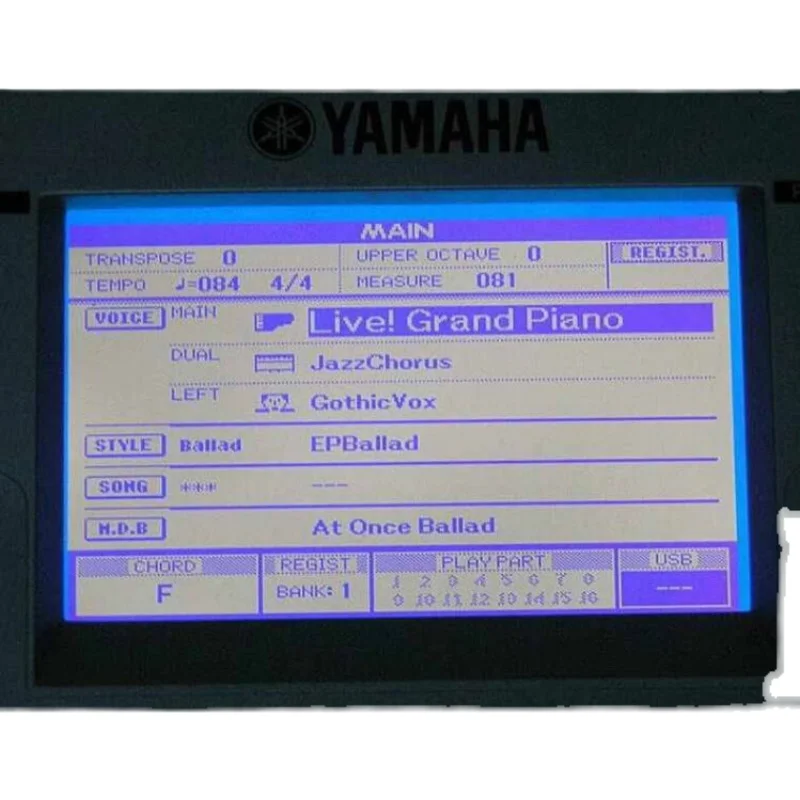 YAMAHA
MAIN
TRANSPOSE 0 UPPER OCTAVE 0 REGIST.
TEMPO ♩=084 4/4 MEASURE 081
VOICE MAIN Live! Grand Piano
DUAL JazzChorus
LEFT GothicVox
STYLE Ballad EPBallad
SONG *** ---
M.D.B At Once Ballad
CHORD REGIST PLAY PART USB
F BANK: 1 1 2 3 4 5 6 7 8 ---
9 10 11 12 13 14 15 16